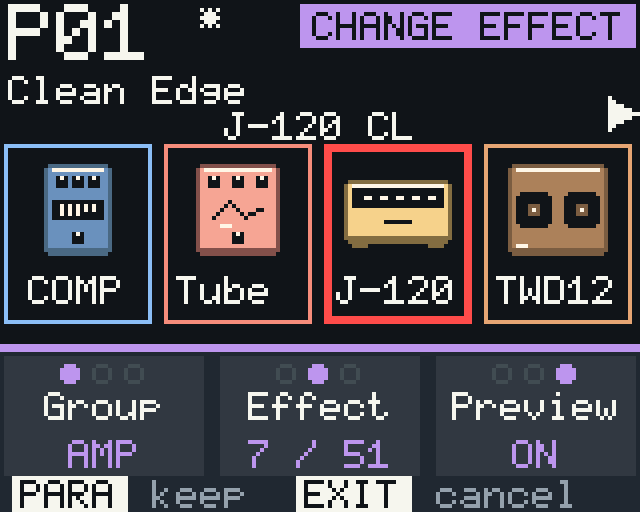 P01 * CHANGE EFFECT
Clean Edge
J-120 CL
COMP Tube J-120 TWD12
Group Effect Preview
AMP 7 / 51 ON
PARA keep EXIT cancel